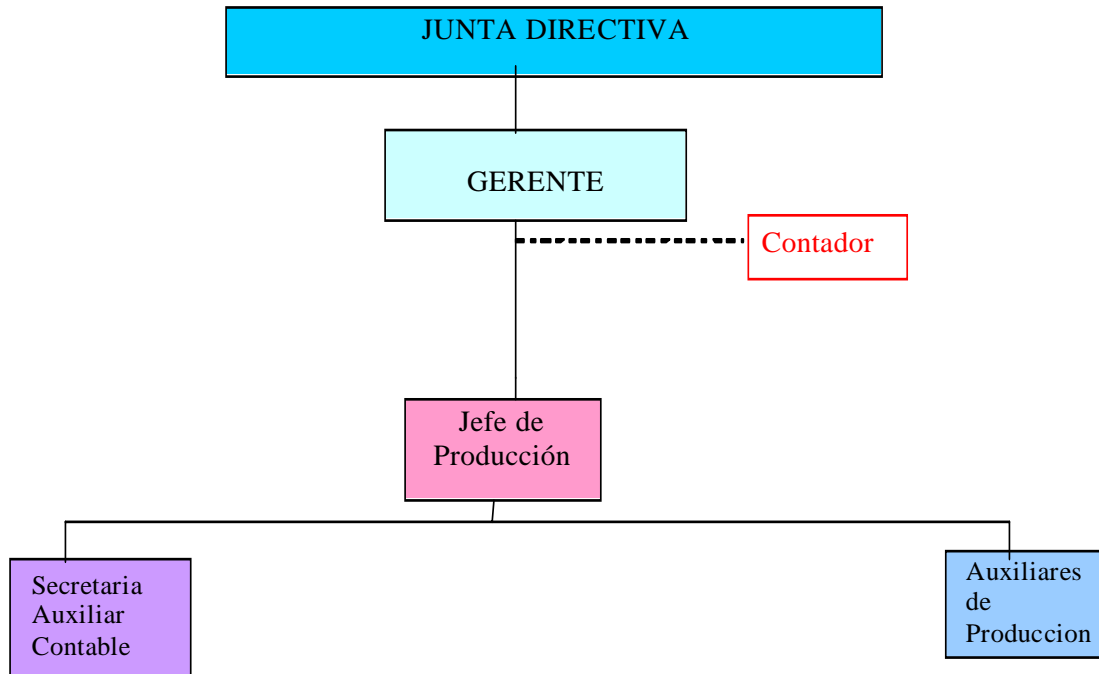 JUNTA DIRECTIVA
GERENTE
Contador
Jefe de
Producción
Secretaria
Auxiliar
Contable
Auxiliares
de
Produccion